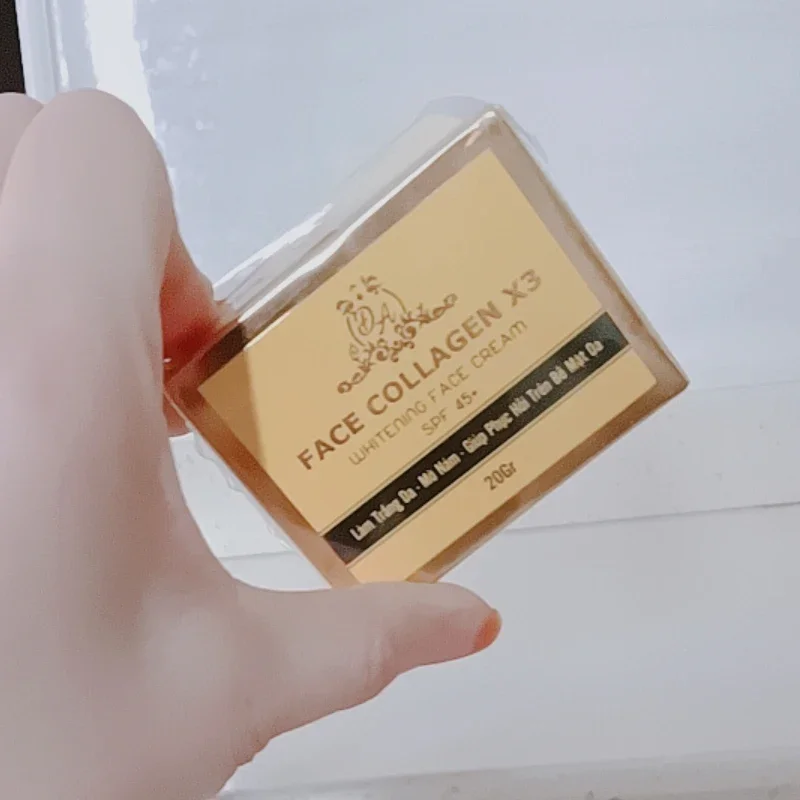 DA
FACE COLLAGEN X3
WHITENING FACE CREAM
SPF 45+
Làm Trắng Da - Mờ Nám - Giúp Phục Hồi Trên Bề Mặt Da
20Gr